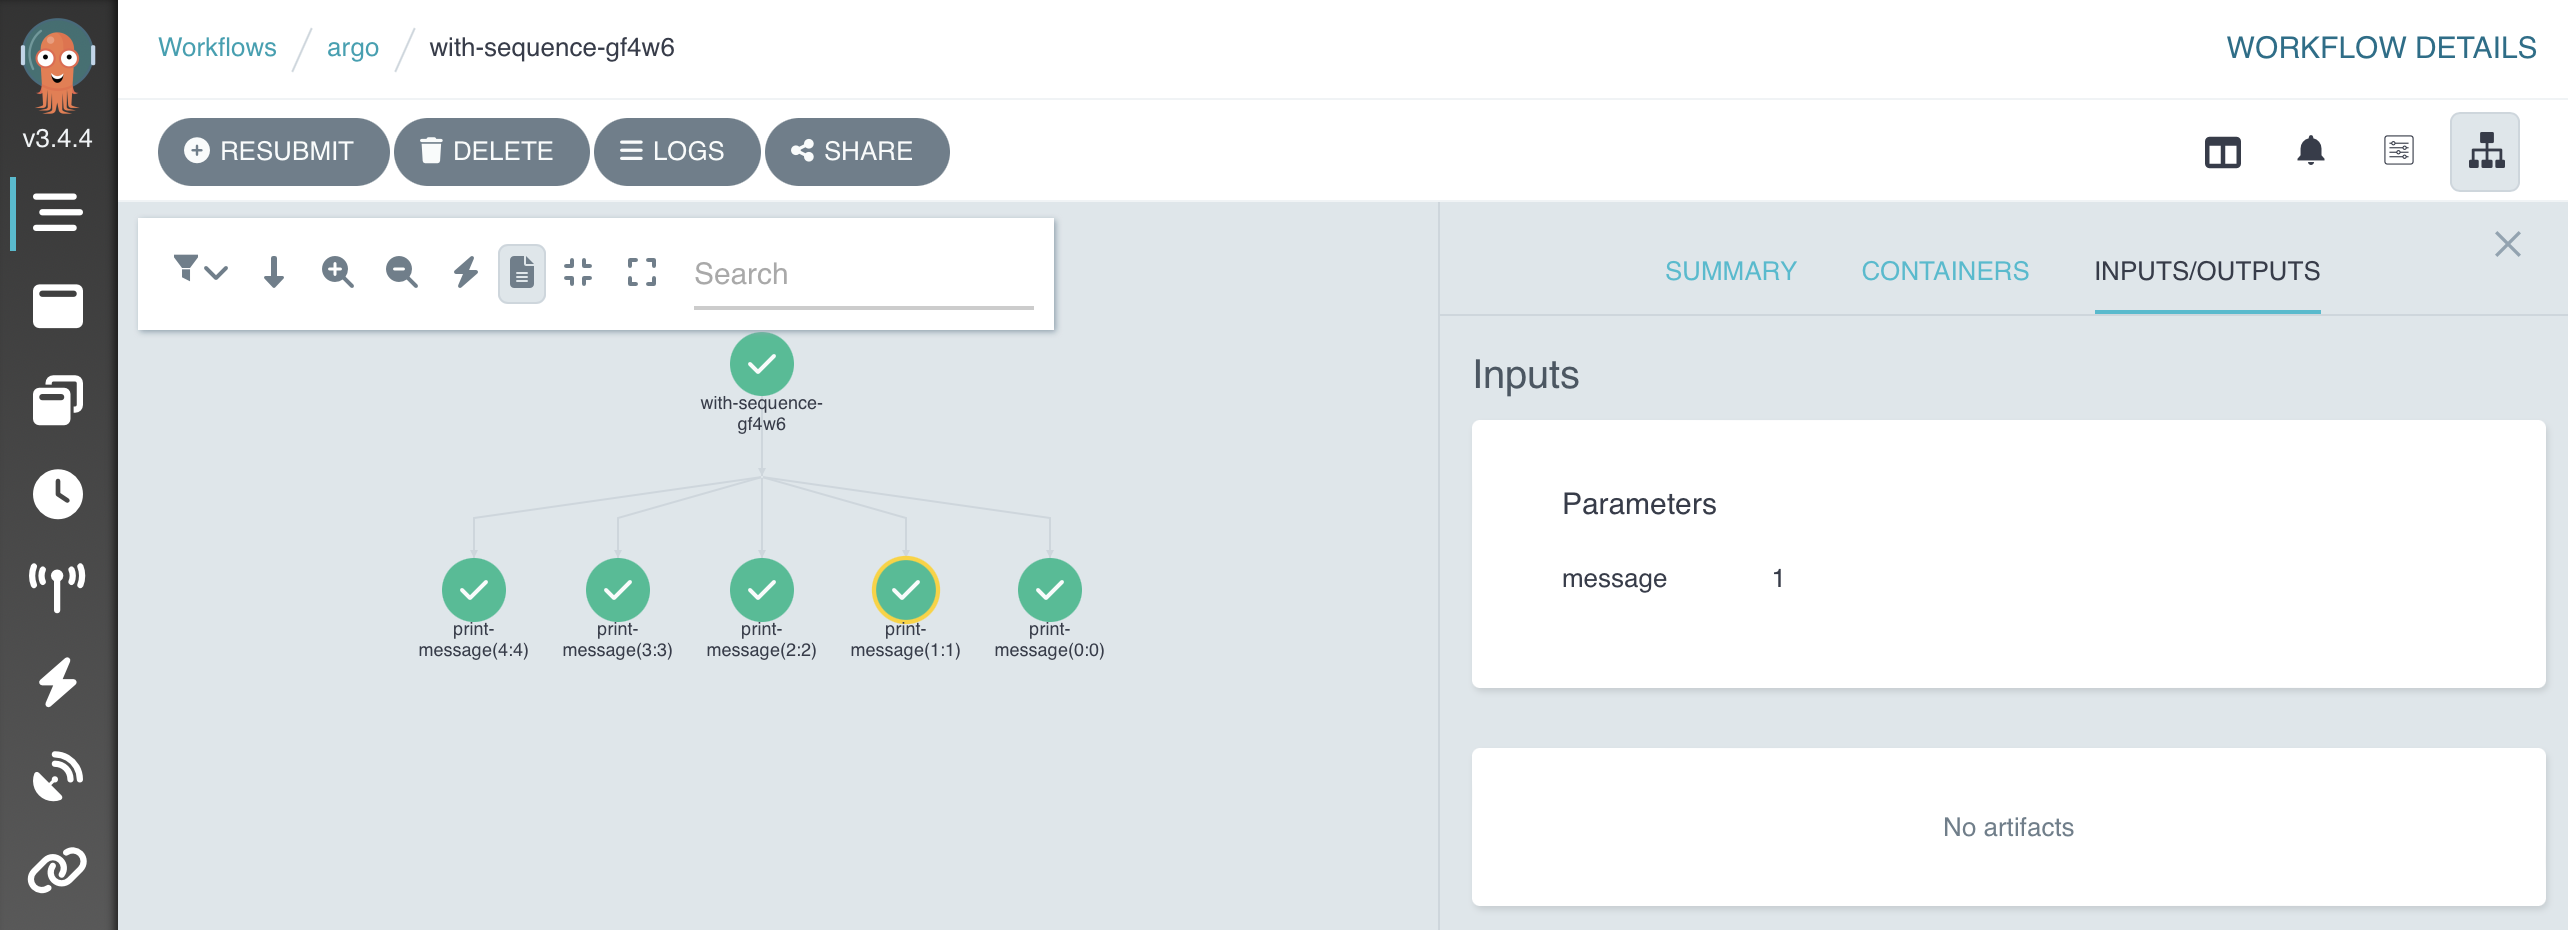 v3.4.4
Workflows / argo / with-sequence-gf4w6
WORKFLOW DETAILS
RESUBMIT
DELETE
LOGS
SHARE
Search
with-sequence-
gf4w6
print-
message(4:4)
print-
message(3:3)
print-
message(2:2)
print-
message(1:1)
print-
message(0:0)
SUMMARY
CONTAINERS
INPUTS/OUTPUTS
Inputs
Parameters
message 1
No artifacts